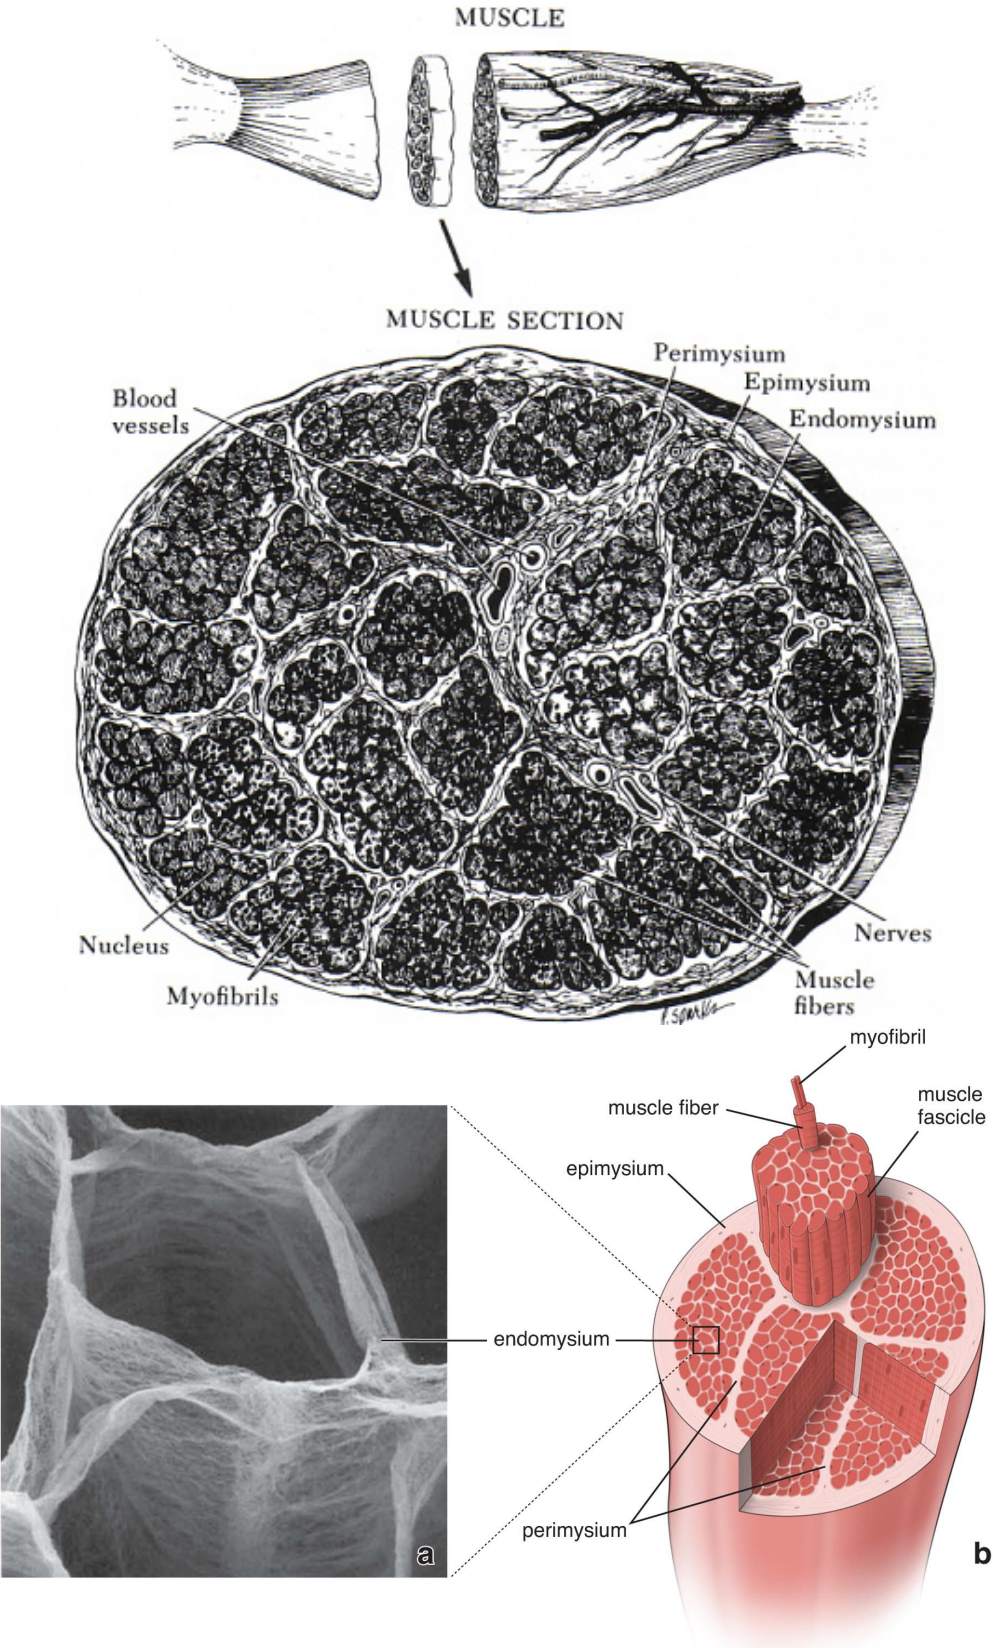 MUSCLE
MUSCLE SECTION
Perimysium
Epimysium
Endomysium
Blood
vessels
Nucleus
Myofibrils
Nerves
Muscle
fibers
P. Sparks
myofibril
muscle fiber
muscle
fascicle
epimysium
endomysium
perimysium
a
b